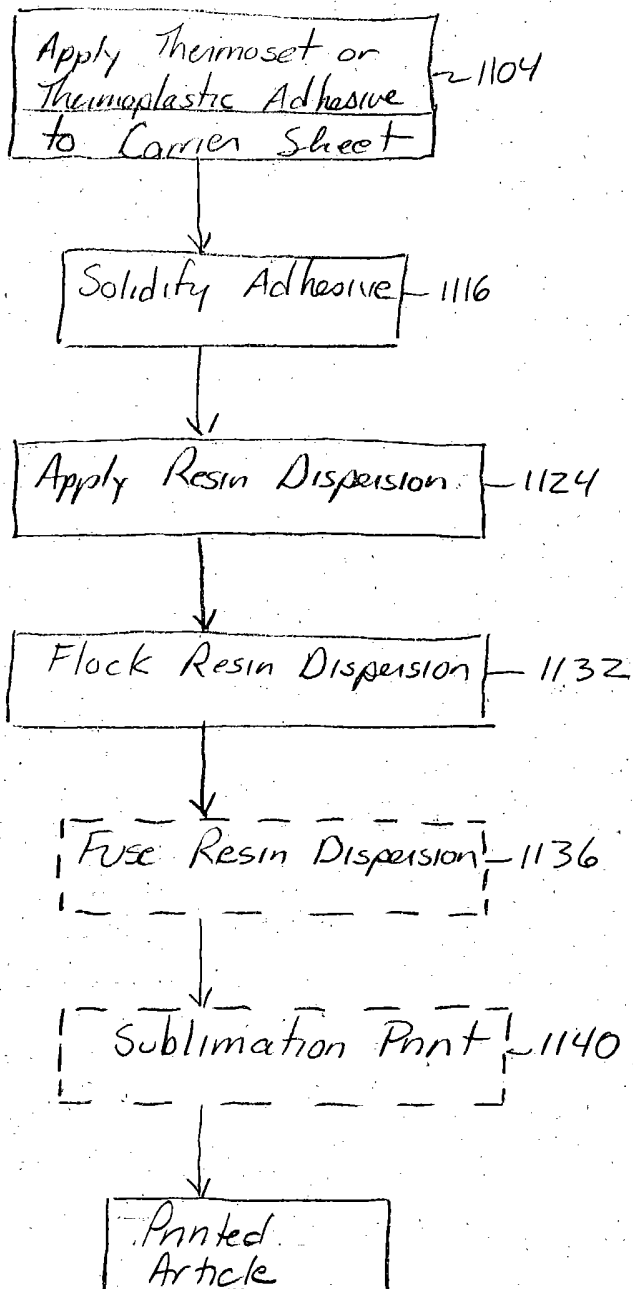 Apply Thermoset or
Thermoplastic Adhesive
to Carrier Sheet
1104
Solidify Adhesive
1116
Apply Resin Dispersion
1124
Flock Resin Dispersion
1132
Fuse Resin Dispersion
1136
Sublimation Print
1140
Printed
Article